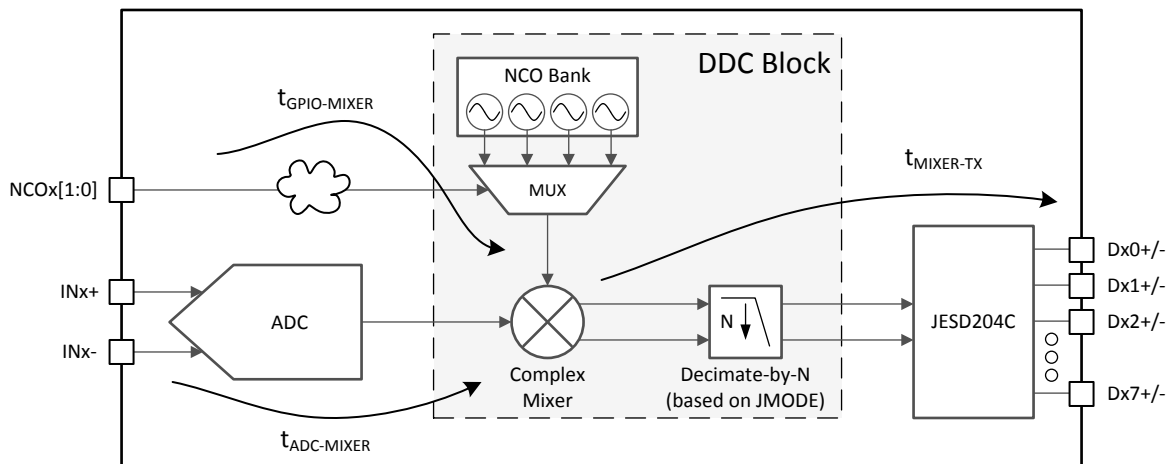 NCO Bank
DDC Block
tGPIO-MIXER
tMIXER-TX
NCOx[1:0]
MUX
Dx0+/-
INx+
Dx1+/-
ADC
N
JESD204C
Dx2+/-
INx-
Complex
Mixer
Decimate-by-N
(based on JMODE)
Dx7+/-
tADC-MIXER